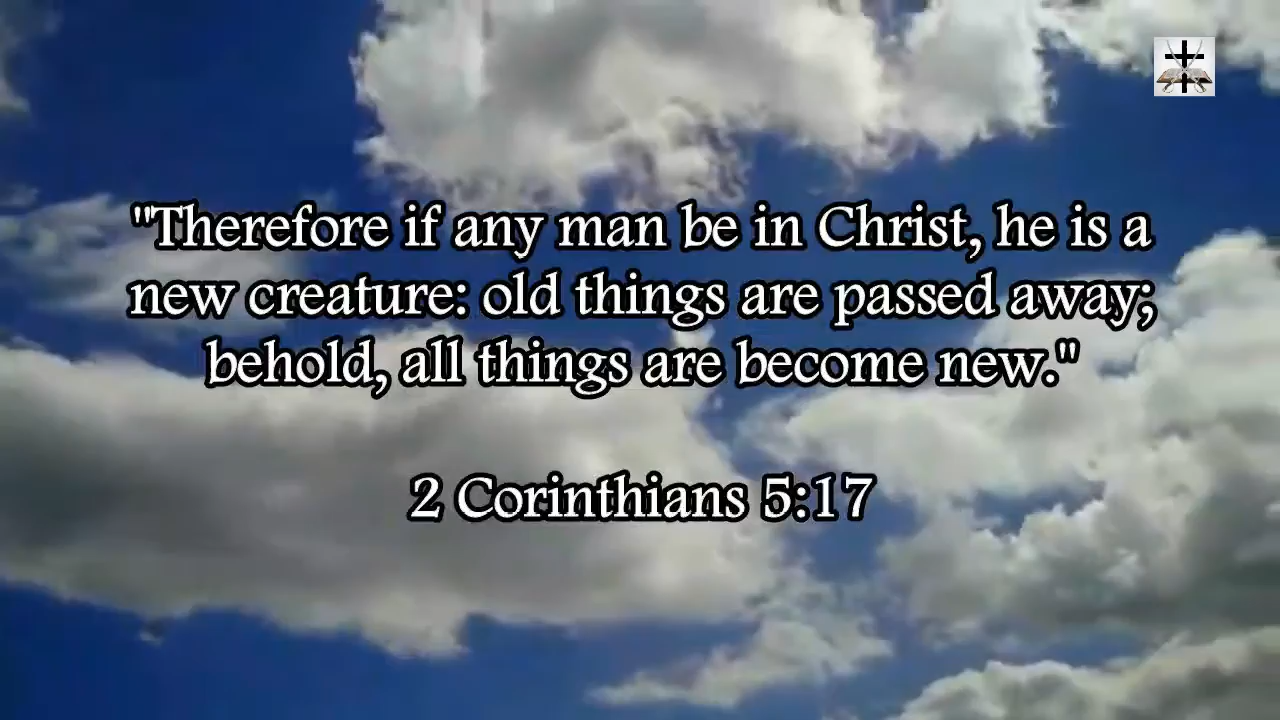 "Therefore if any man be in Christ, he is a
new creature: old things are passed away;
behold, all things are become new."
2 Corinthians 5:17